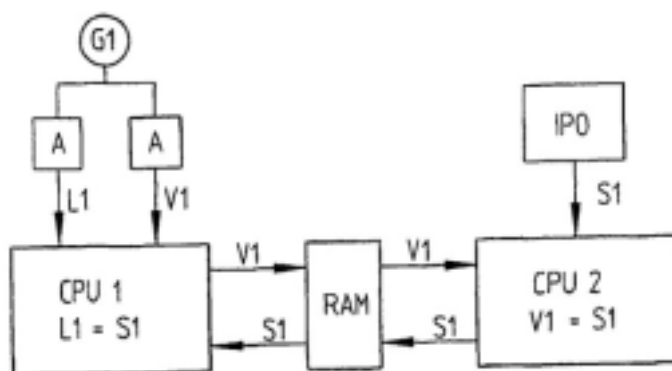 G1
A
A
IPO
L1
V1
S1
V1
V1
CPU 1
L1 = S1
RAM
CPU 2
V1 = S1
S1
S1